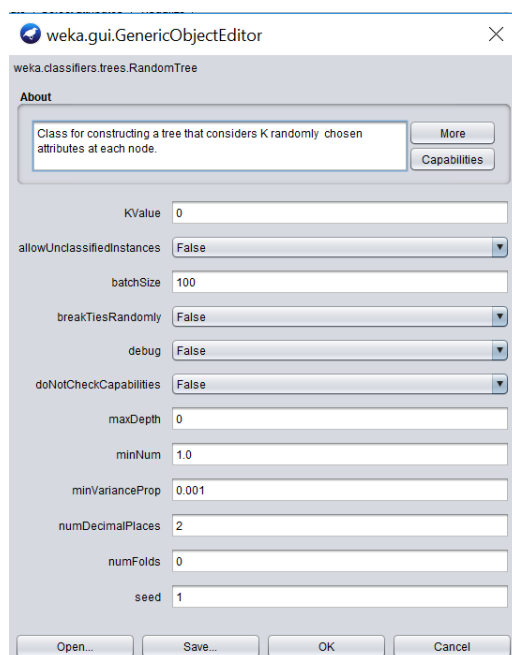 weka.gui.GenericObjectEditor
weka.classifiers.trees.RandomTree
About
Class for constructing a tree that considers K randomly chosen
attributes at each node.
More
Capabilities
KValue 0
allowUnclassifiedInstances False
batchSize 100
breakTiesRandomly False
debug False
doNotCheckCapabilities False
maxDepth 0
minNum 1.0
minVarianceProp 0.001
numDecimalPlaces 2
numFolds 0
seed 1
Open... Save... OK Cancel